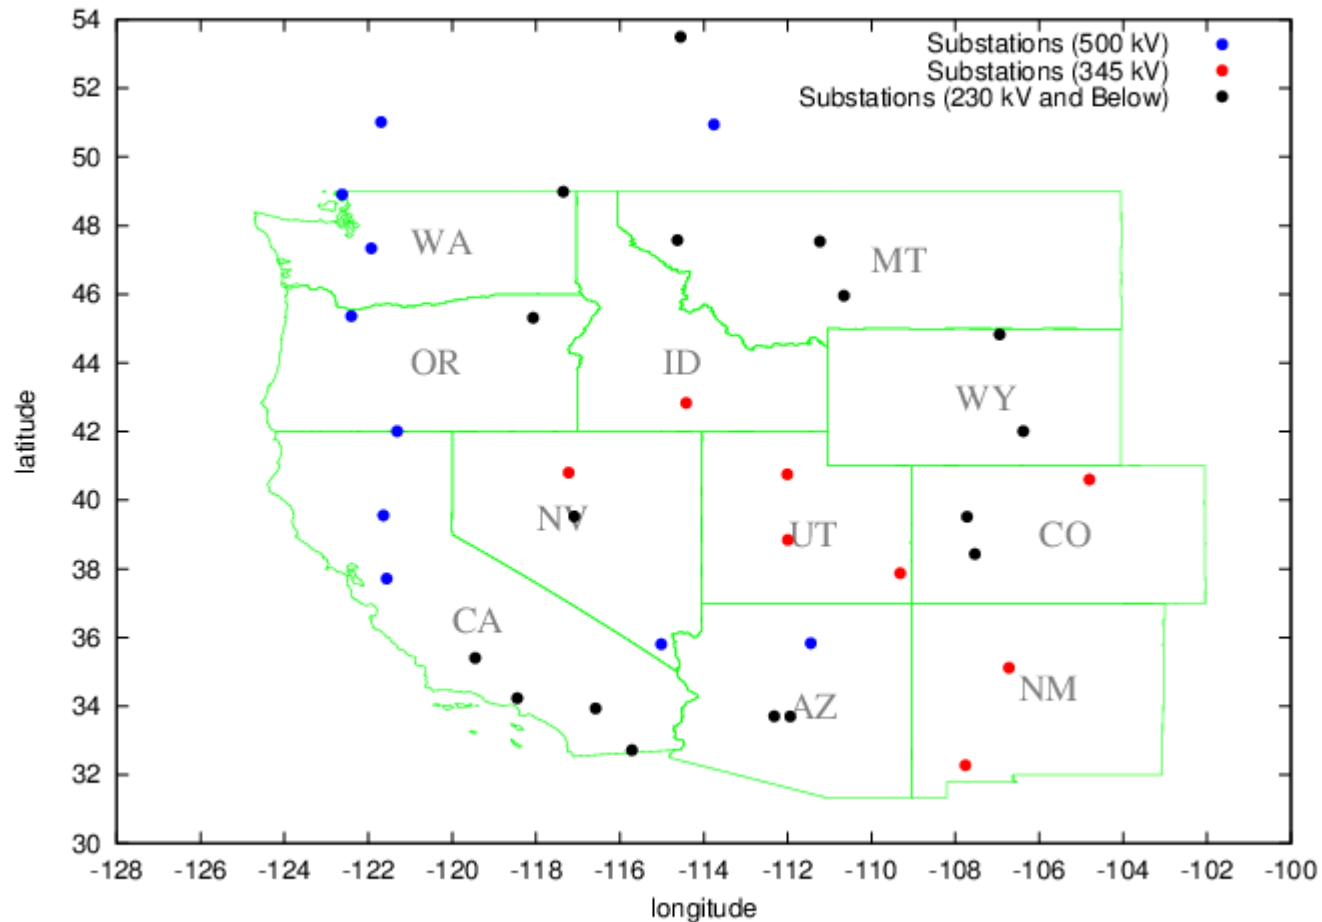 54
52
50
48
46
44
42
40
38
36
34
32
30
latitude
Substations (500 kV)
Substations (345 kV)
Substations (230 kV and Below)
WA
MT
OR
ID
WY
NV
UT
CO
CA
NM
AZ
-128 -126 -124 -122 -120 -118 -116 -114 -112 -110 -108 -106 -104 -102 -100
longitude